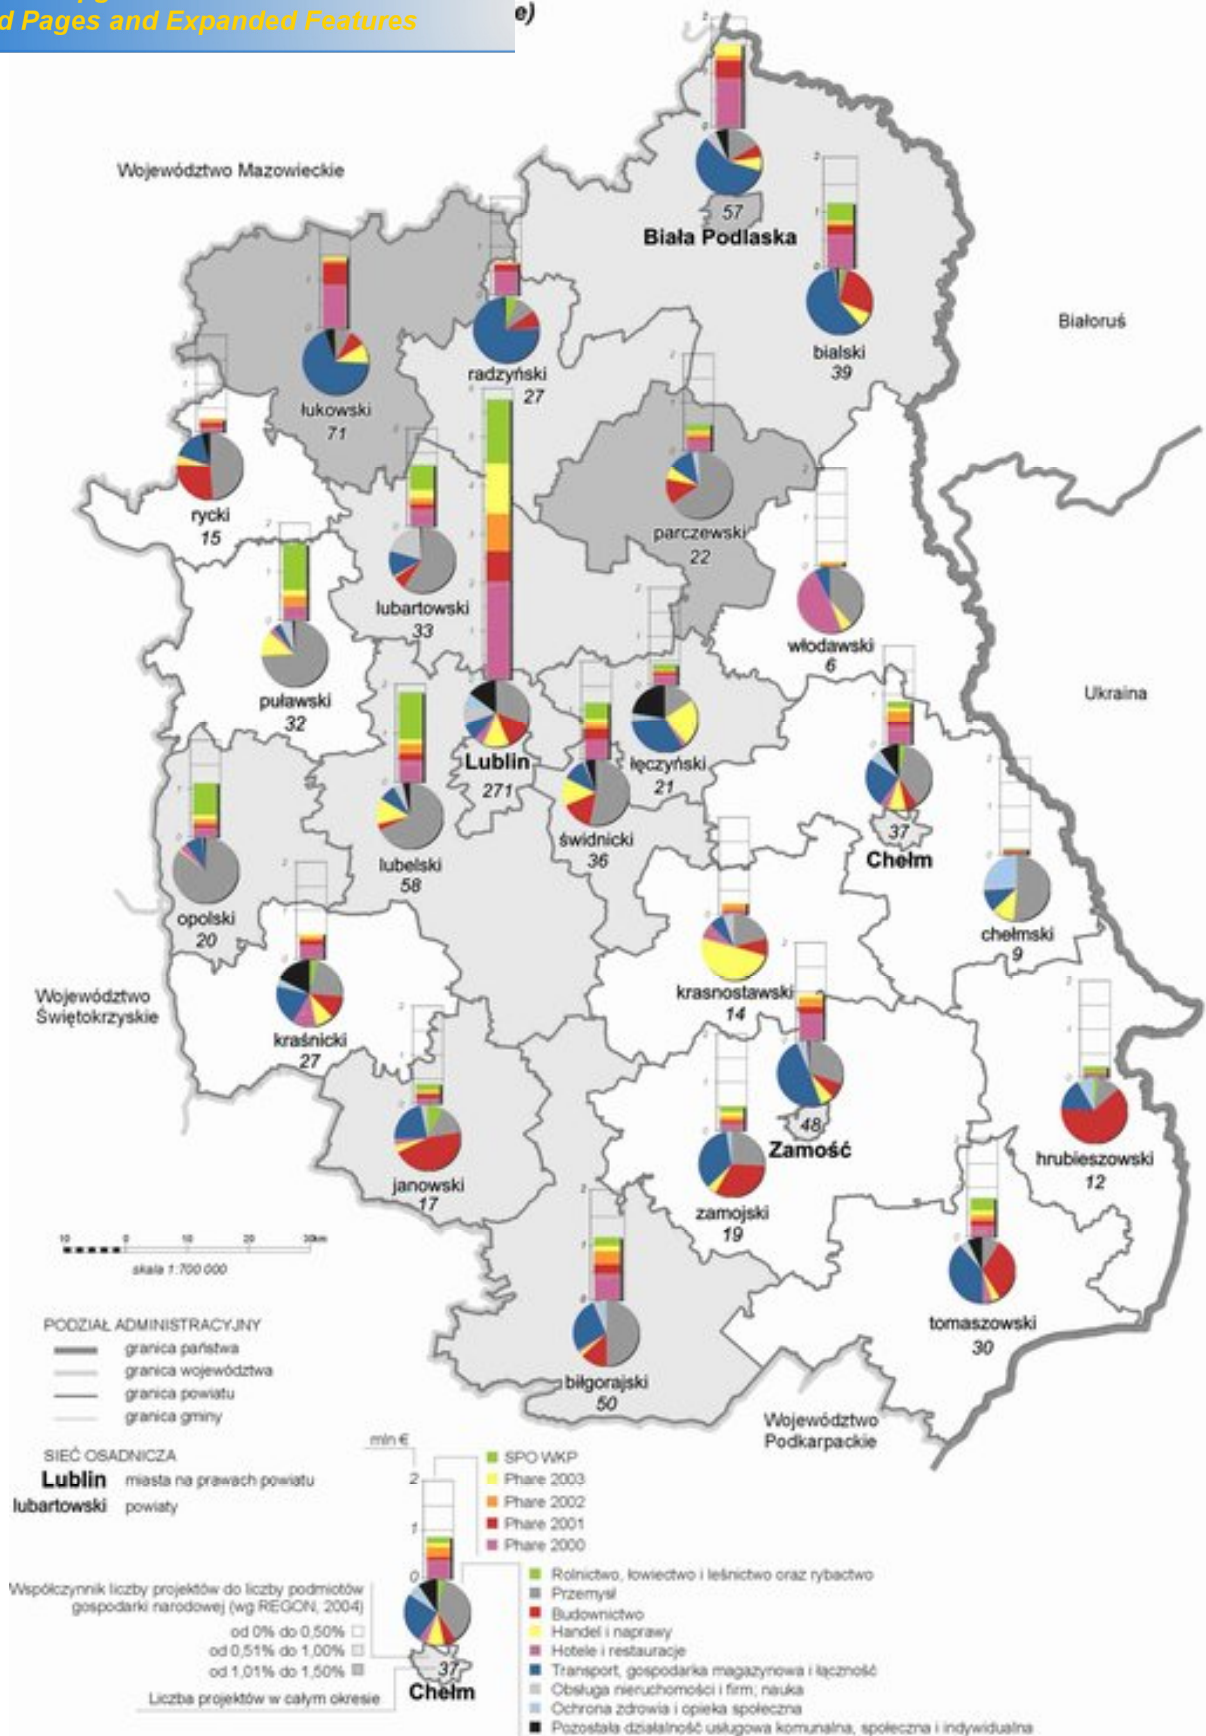 d Pages and Expanded Features
e)
Województwo Mazowieckie
57
Biała Podlaska
Białoruś
bialski
39
radzyński
27
łukowski
71
rycki
15
parczewski
22
lubartowski
33
włodawski
6
puławski
32
Ukraina
Lublin
271
łęczyński
21
świdnicki
36
37
Chełm
lubelski
58
opolski
20
chełmski
9
krasnostawski
14
Województwo
Świętokrzyskie
kraśnicki
27
48
Zamość
hrubieszowski
12
janowski
17
zamojski
19
tomaszowski
30
biłgorajski
50
Województwo
Podkarpackie
10 0 10 20 30km
skala 1:700 000
PODZIAŁ ADMINISTRACYJNY
granica państwa
granica województwa
granica powiatu
granica gminy
SIEĆ OSADNICZA
Lublin miasta na prawach powiatu
lubartowski powiaty
mln €
2
1
0
SPO WKP
Phare 2003
Phare 2002
Phare 2001
Phare 2000
Współczynnik liczby projektów do liczby podmiotów
gospodarki narodowej (wg REGON, 2004)
od 0% do 0,50%
od 0,51% do 1,00%
od 1,01% do 1,50%
Liczba projektów w całym okresie
37
Chełm
Rolnictwo, łowiectwo i leśnictwo oraz rybactwo
Przemysł
Budownictwo
Handel i naprawy
Hotele i restauracje
Transport, gospodarka magazynowa i łączność
Obsługa nieruchomości i firm; nauka
Ochrona zdrowia i opieka społeczna
Pozostała działalność usługowa komunalna, społeczna i indywidualna